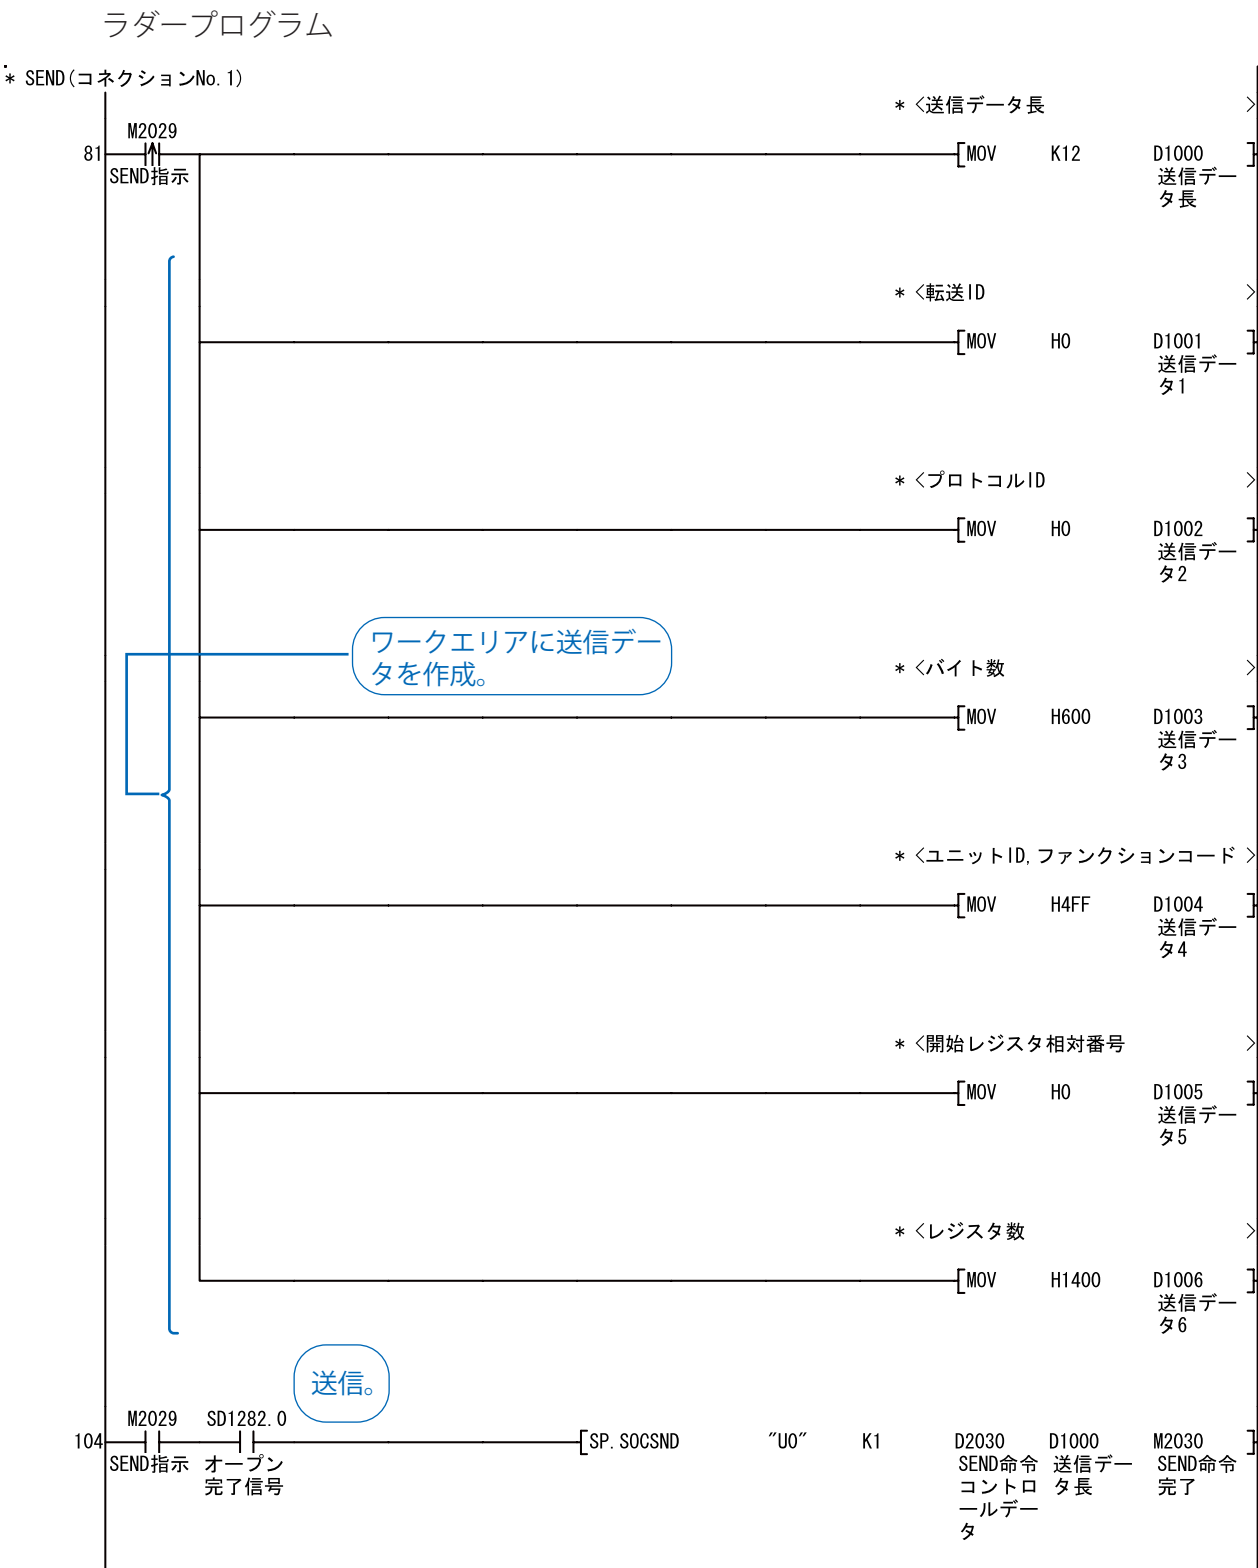 ラダープログラム
* SEND(コネクションNo.1)
* <送信データ長 >
M2029
81
[MOV K12 D1000 ]
SEND指示
送信デー
タ長
* <転送ID >
[MOV H0 D1001 ]
送信デー
タ1
* <プロトコルID >
[MOV H0 D1002 ]
送信デー
タ2
ワークエリアに送信デー
タを作成。
* <バイト数 >
[MOV H600 D1003 ]
送信デー
タ3
* <ユニットID,ファンクションコード >
[MOV H4FF D1004 ]
送信デー
タ4
* <開始レジスタ相対番号 >
[MOV H0 D1005 ]
送信デー
タ5
* <レジスタ数 >
[MOV H1400 D1006 ]
送信デー
タ6
送信。
M2029 SD1282.0
104 [SP.SOCSND "U0" K1 D2030 D1000 M2030 ]
SEND指示 オープン SEND命令 送信デー SEND命令
完了信号 コントロ タ長 完了
ールデー
タ